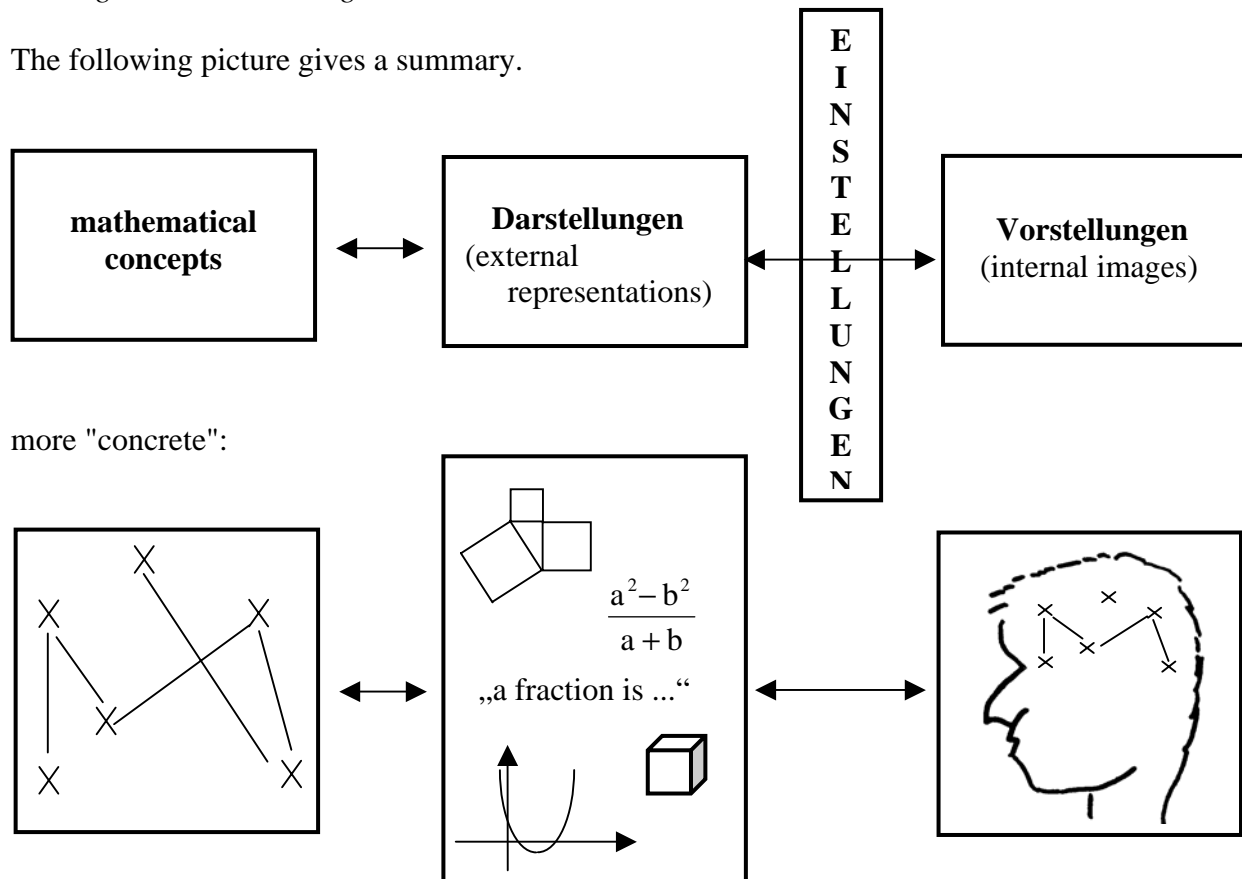 The following picture gives a summary.
mathematical
concepts
Darstellungen
(external
representations)
EINSTELLUNGEN
Vorstellungen
(internal images)
more "concrete":
a² – b²
a + b
„a fraction is ...“